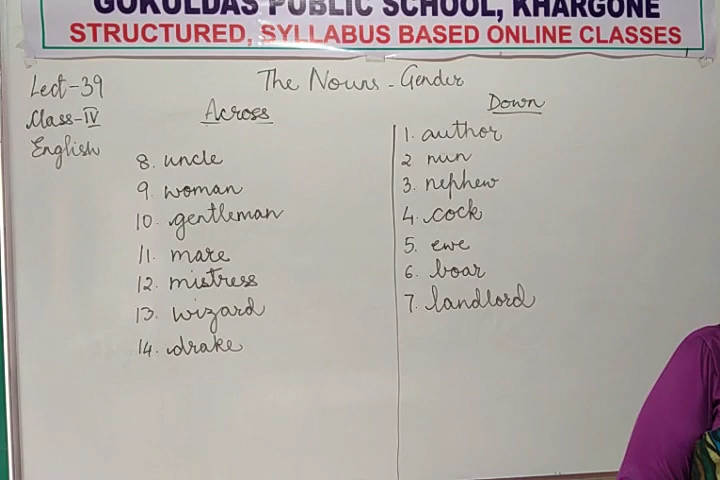 GOKULDAS PUBLIC SCHOOL, KHARGONE
STRUCTURED, SYLLABUS BASED ONLINE CLASSES
Lect-39
Class-IV
English
The Nouns - Gender
Across
8. uncle
9. woman
10. gentleman
11. mare
12. mistress
13. wizard
14. drake
Down
1. author
2 nun
3. nephew
4. cock
5. ewe
6. boar
7. landlord